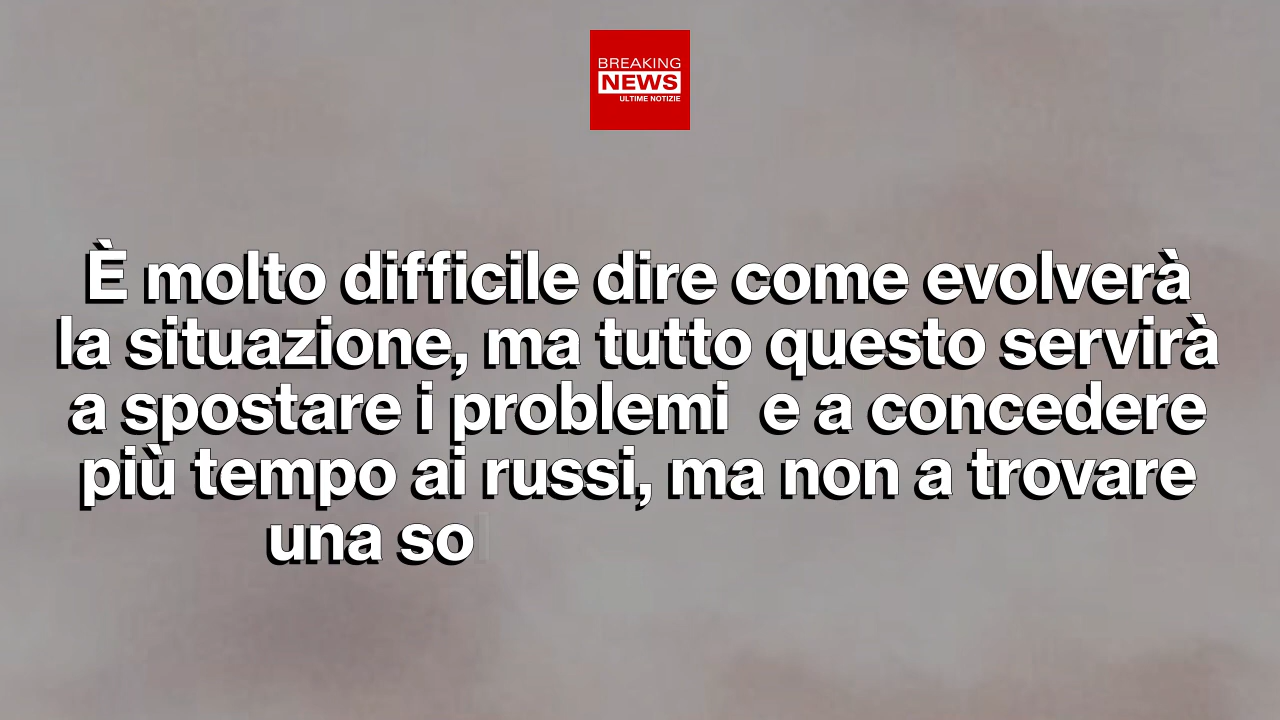 BREAKING
NEWS
ULTIME NOTIZIE
È molto difficile dire come evolverà
la situazione, ma tutto questo servirà
a spostare i problemi  e a concedere
più tempo ai russi, ma non a trovare
una so